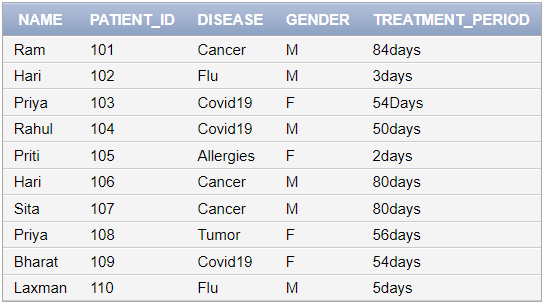 NAME PATIENT_ID DISEASE GENDER TREATMENT_PERIOD
Ram 101 Cancer M 84days
Hari 102 Flu M 3days
Priya 103 Covid19 F 54Days
Rahul 104 Covid19 M 50days
Priti 105 Allergies F 2days
Hari 106 Cancer M 80days
Sita 107 Cancer M 80days
Priya 108 Tumor F 56days
Bharat 109 Covid19 F 54days
Laxman 110 Flu M 5days